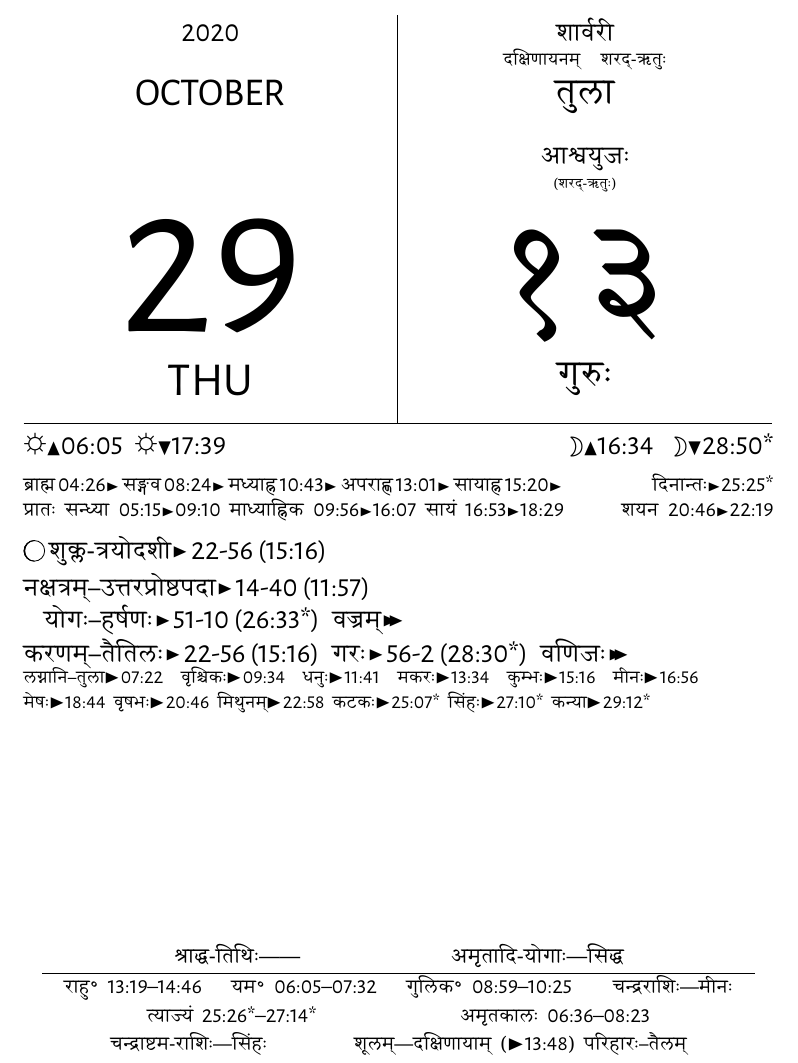 2020
OCTOBER
29
THU
शार्वरी
दक्षिणायनम् शरद्-ऋतुः
तुला
आश्वयुजः
(शरद्-ऋतुः)
१३
गुरुः
☼▲06:05 ☼▼17:39 ☽▲16:34 ☽▼28:50*
ब्राह्म 04:26► सङ्गव 08:24► मध्याह्न 10:43► अपराह्ण 13:01► सायाह्न 15:20► दिनान्तः►25:25*
प्रातः सन्ध्या 05:15►09:10 माध्याह्निक 09:56►16:07 सायं 16:53►18:29 शयन 20:46►22:19
◯शुक्ल-त्रयोदशी►22-56 (15:16)
नक्षत्रम्–उत्तरप्रोष्ठपदा►14-40 (11:57)
योगः–हर्षणः►51-10 (26:33*) वज्रम्►►
करणम्–तैतिलः►22-56 (15:16) गरः►56-2 (28:30*) वणिजः►►
लग्नानि–तुला►07:22 वृश्चिकः►09:34 धनुः►11:41 मकरः►13:34 कुम्भः►15:16 मीनः►16:56
मेषः►18:44 वृषभः►20:46 मिथुनम्►22:58 कटकः►25:07* सिंहः►27:10* कन्या►29:12*
श्राद्ध-तिथिः—— अमृतादि-योगाः—सिद्ध
राहु॰ 13:19–14:46 यम॰ 06:05–07:32 गुलिक॰ 08:59–10:25 चन्द्रराशिः—मीनः
त्याज्यं 25:26*–27:14* अमृतकालः 06:36–08:23
चन्द्राष्टम-राशिः—सिंहः शूलम्—दक्षिणायाम् (►13:48) परिहारः–तैलम्